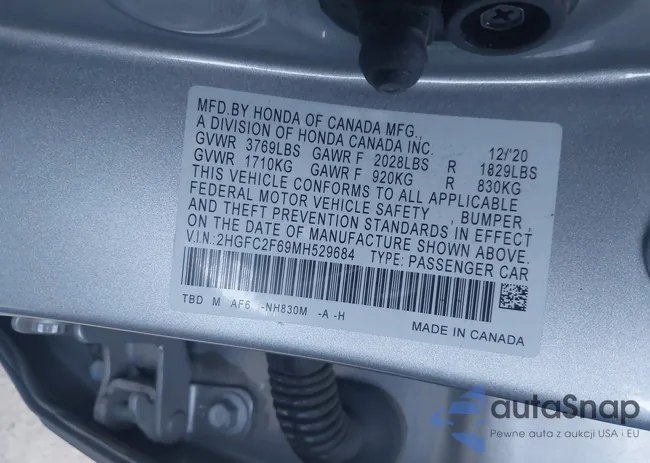 MFD.BY HONDA OF CANADA MFG.,
A DIVISION OF HONDA CANADA INC. 12/'20
GVWR 3769LBS GAWR F 2028LBS R 1829LBS
GVWR 1710KG GAWR F 920KG R 830KG
THIS VEHICLE CONFORMS TO ALL APPLICABLE
FEDERAL MOTOR VEHICLE SAFETY , BUMPER ,
AND THEFT PREVENTION STANDARDS IN EFFECT
ON THE DATE OF MANUFACTURE SHOWN ABOVE.
V.I.N.:2HGFC2F69MH529684 TYPE: PASSENGER CAR
TBD M AF6 -NH830M -A -H
MADE IN CANADA
autoSnap
Pewne auta z aukcji USA i EU